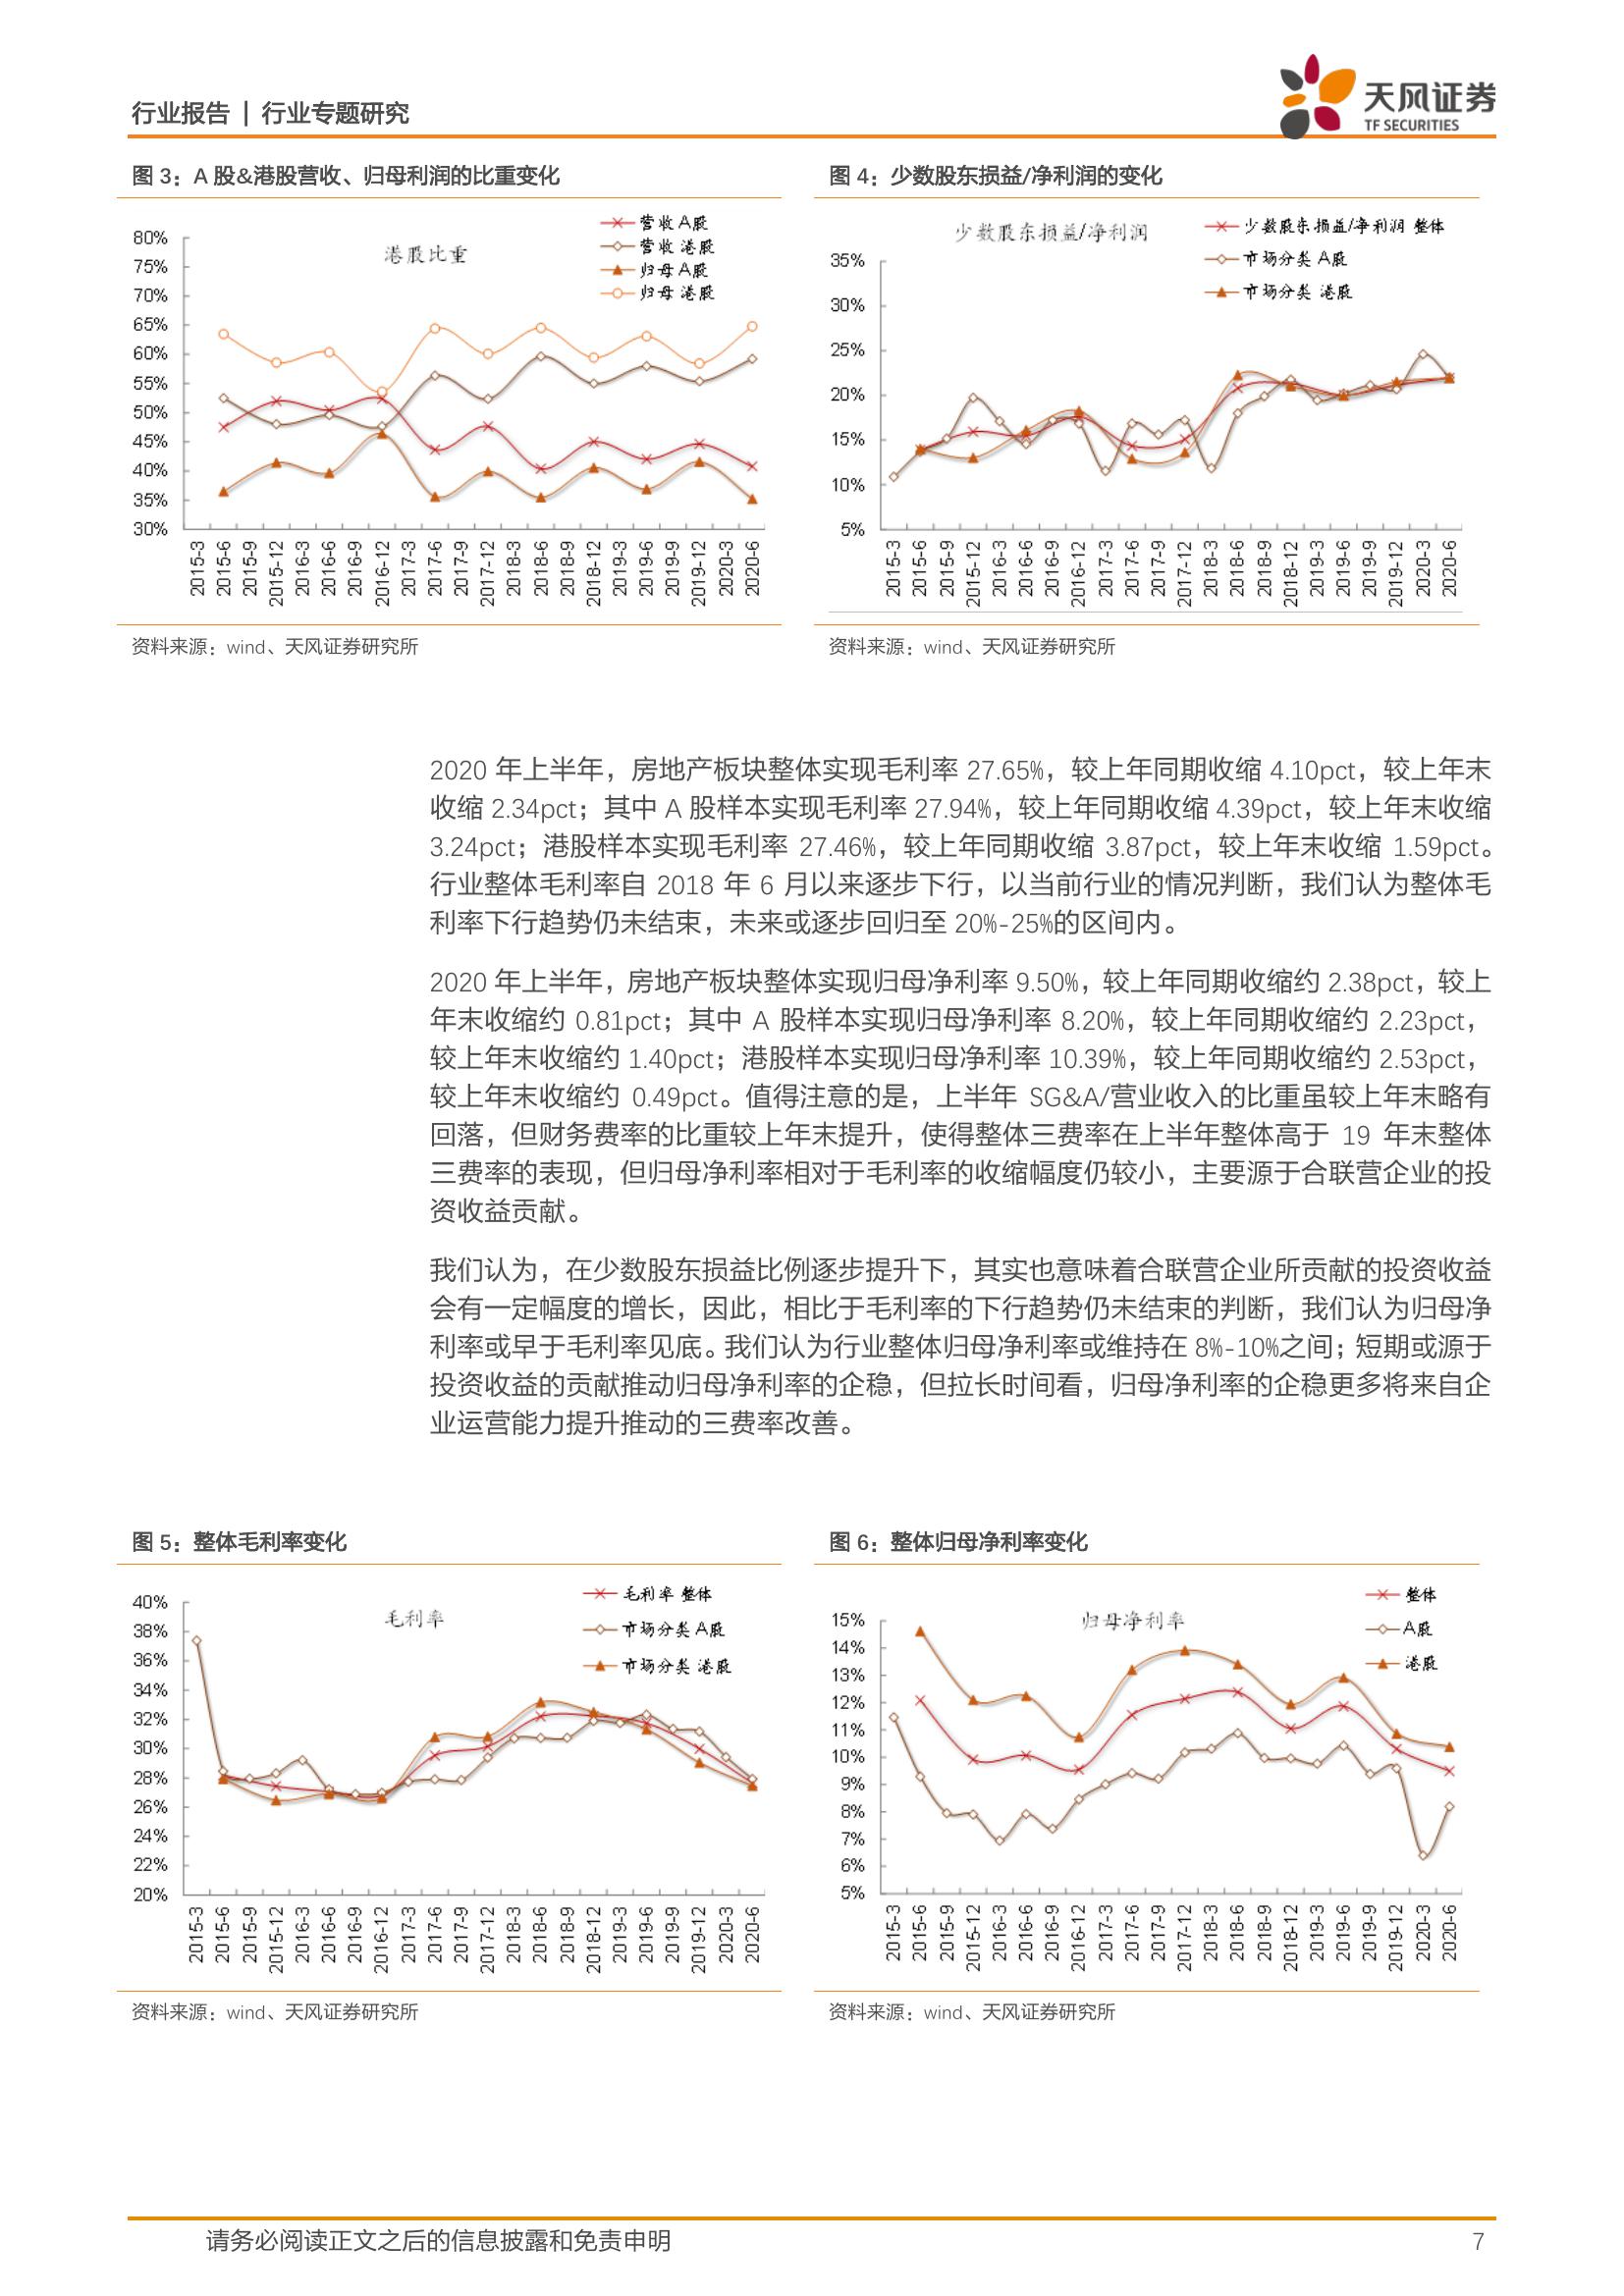 行业报告 | 行业专题研究
天风证券
TF SECURITIES
图 3：A 股&港股营收、归母利润的比重变化
港股比重
营收 A股
营收 港股
归母 A股
归母 港股
80%
75%
70%
65%
60%
55%
50%
45%
40%
35%
30%
2015-3
2015-6
2015-9
2015-12
2016-3
2016-6
2016-9
2016-12
2017-3
2017-6
2017-9
2017-12
2018-3
2018-6
2018-9
2018-12
2019-3
2019-6
2019-9
2019-12
2020-3
2020-6
资料来源：wind、天风证券研究所
图 4：少数股东损益/净利润的变化
少数股东损益/净利润
少数股东损益/净利润 整体
市场分类 A股
市场分类 港股
35%
30%
25%
20%
15%
10%
5%
2015-3
2015-6
2015-9
2015-12
2016-3
2016-6
2016-9
2016-12
2017-3
2017-6
2017-9
2017-12
2018-3
2018-6
2018-9
2018-12
2019-3
2019-6
2019-9
2019-12
2020-3
2020-6
资料来源：wind、天风证券研究所
2020 年上半年，房地产板块整体实现毛利率 27.65%，较上年同期收缩 4.10pct，较上年末
收缩 2.34pct；其中 A 股样本实现毛利率 27.94%，较上年同期收缩 4.39pct，较上年末收缩
3.24pct；港股样本实现毛利率 27.46%，较上年同期收缩 3.87pct，较上年末收缩 1.59pct。
行业整体毛利率自 2018 年 6 月以来逐步下行，以当前行业的情况判断，我们认为整体毛
利率下行趋势仍未结束，未来或逐步回归至 20%-25%的区间内。
2020 年上半年，房地产板块整体实现归母净利率 9.50%，较上年同期收缩约 2.38pct，较上
年末收缩约 0.81pct；其中 A 股样本实现归母净利率 8.20%，较上年同期收缩约 2.23pct，
较上年末收缩约 1.40pct；港股样本实现归母净利率 10.39%，较上年同期收缩约 2.53pct，
较上年末收缩约 0.49pct。值得注意的是，上半年 SG&A/营业收入的比重虽较上年末略有
回落，但财务费率的比重较上年末提升，使得整体三费率在上半年整体高于 19 年末整体
三费率的表现，但归母净利率相对于毛利率的收缩幅度仍较小，主要源于合联营企业的投
资收益贡献。
我们认为，在少数股东损益比例逐步提升下，其实也意味着合联营企业所贡献的投资收益
会有一定幅度的增长，因此，相比于毛利率的下行趋势仍未结束的判断，我们认为归母净
利率或早于毛利率见底。我们认为行业整体归母净利率或维持在 8%-10%之间；短期或源于
投资收益的贡献推动归母净利率的企稳，但拉长时间看，归母净利率的企稳更多将来自企
业运营能力提升推动的三费率改善。
图 5：整体毛利率变化
毛利率
毛利率 整体
市场分类 A股
市场分类 港股
40%
38%
36%
34%
32%
30%
28%
26%
24%
22%
20%
2015-3
2015-6
2015-9
2015-12
2016-3
2016-6
2016-9
2016-12
2017-3
2017-6
2017-9
2017-12
2018-3
2018-6
2018-9
2018-12
2019-3
2019-6
2019-9
2019-12
2020-3
2020-6
资料来源：wind、天风证券研究所
图 6：整体归母净利率变化
归母净利率
整体
A股
港股
15%
14%
13%
12%
11%
10%
9%
8%
7%
6%
5%
2015-3
2015-6
2015-9
2015-12
2016-3
2016-6
2016-9
2016-12
2017-3
2017-6
2017-9
2017-12
2018-3
2018-6
2018-9
2018-12
2019-3
2019-6
2019-9
2019-12
2020-3
2020-6
资料来源：wind、天风证券研究所
请务必阅读正文之后的信息披露和免责申明
7